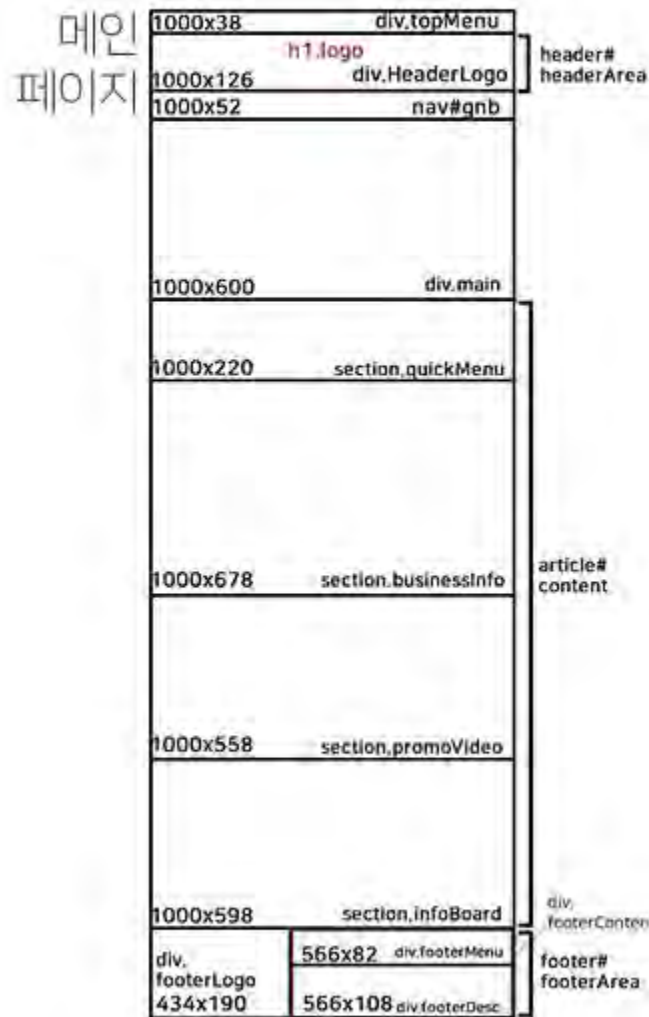 메인
페이지
1000x38 div.topMenu
h1.logo
1000x126 div.HeaderLogo
header#
headerArea
1000x52 nav#gnb
1000x600 div.main
1000x220 section.quickMenu
1000x678 section.businessInfo
article#
content
1000x558 section.promoVideo
1000x598 section.infoBoard
div.
footerConten
div.
footerLogo
434x190
566x82 div.footerMenu
566x108 div.footerDesc
footer#
footerArea